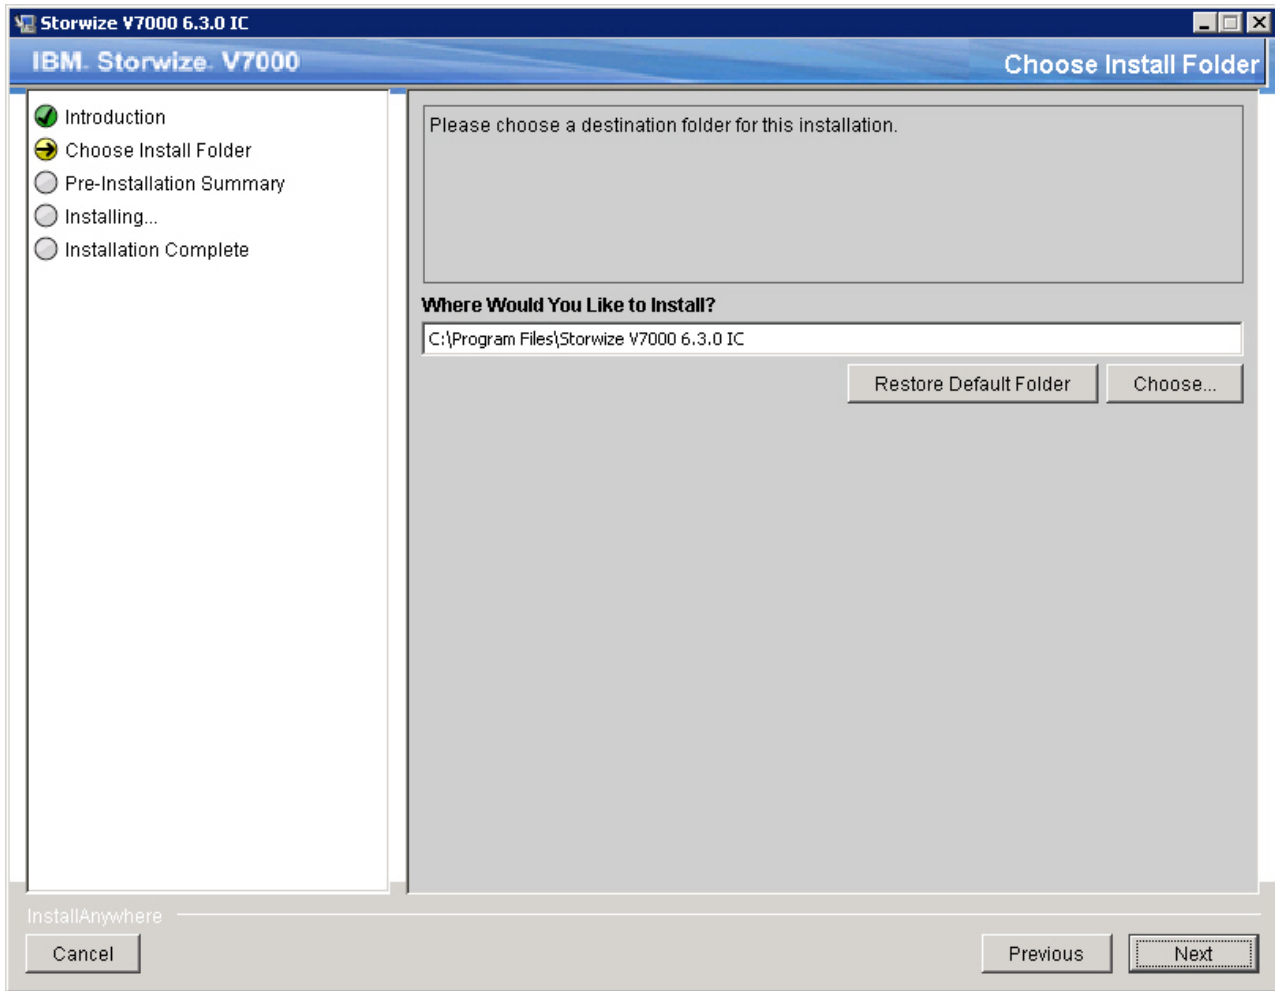 Storwize V7000 6.3.0 IC
IBM. Storwize. V7000
Choose Install Folder
Introduction
Choose Install Folder
Pre-Installation Summary
Installing...
Installation Complete
Please choose a destination folder for this installation.
Where Would You Like to Install?
C:\Program Files\Storwize V7000 6.3.0 IC
Restore Default Folder
Choose...
InstallAnywhere
Cancel
Previous
Next